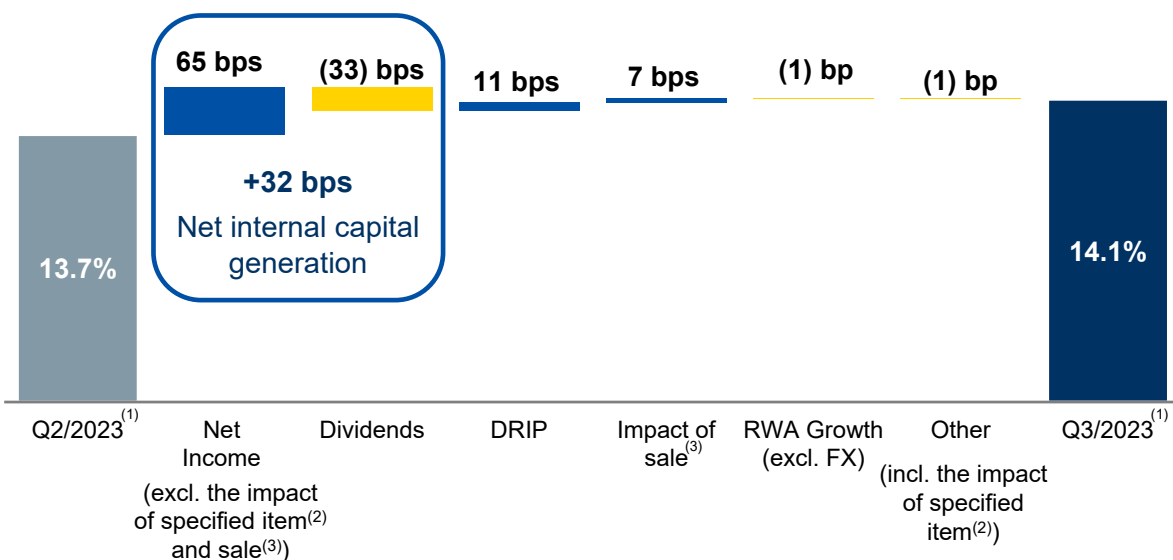 65 bps
(33) bps
11 bps
7 bps
(1) bp
(1) bp
+32 bps
Net internal capital
generation
13.7%
14.1%
Q2/2023(1)
Net
Income
(excl. the impact
of specified item(2)
and sale(3))
Dividends
DRIP
Impact of
sale(3)
RWA Growth
(excl. FX)
Other
(incl. the impact
of specified
item(2))
Q3/2023(1)